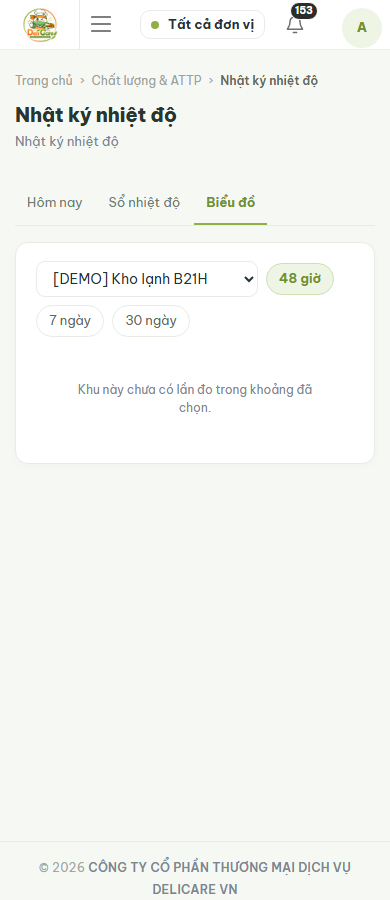 153
Tất cả đơn vị
A
Trang chủ › Chất lượng & ATTP › Nhật ký nhiệt độ
Nhật ký nhiệt độ
Nhật ký nhiệt độ
Hôm nay Sổ nhiệt độ Biểu đồ
[DEMO] Kho lạnh B21H 48 giờ
7 ngày 30 ngày
Khu này chưa có lần đo trong khoảng đã
chọn.
© 2026 CÔNG TY CỔ PHẦN THƯƠNG MẠI DỊCH VỤ
DELICARE VN